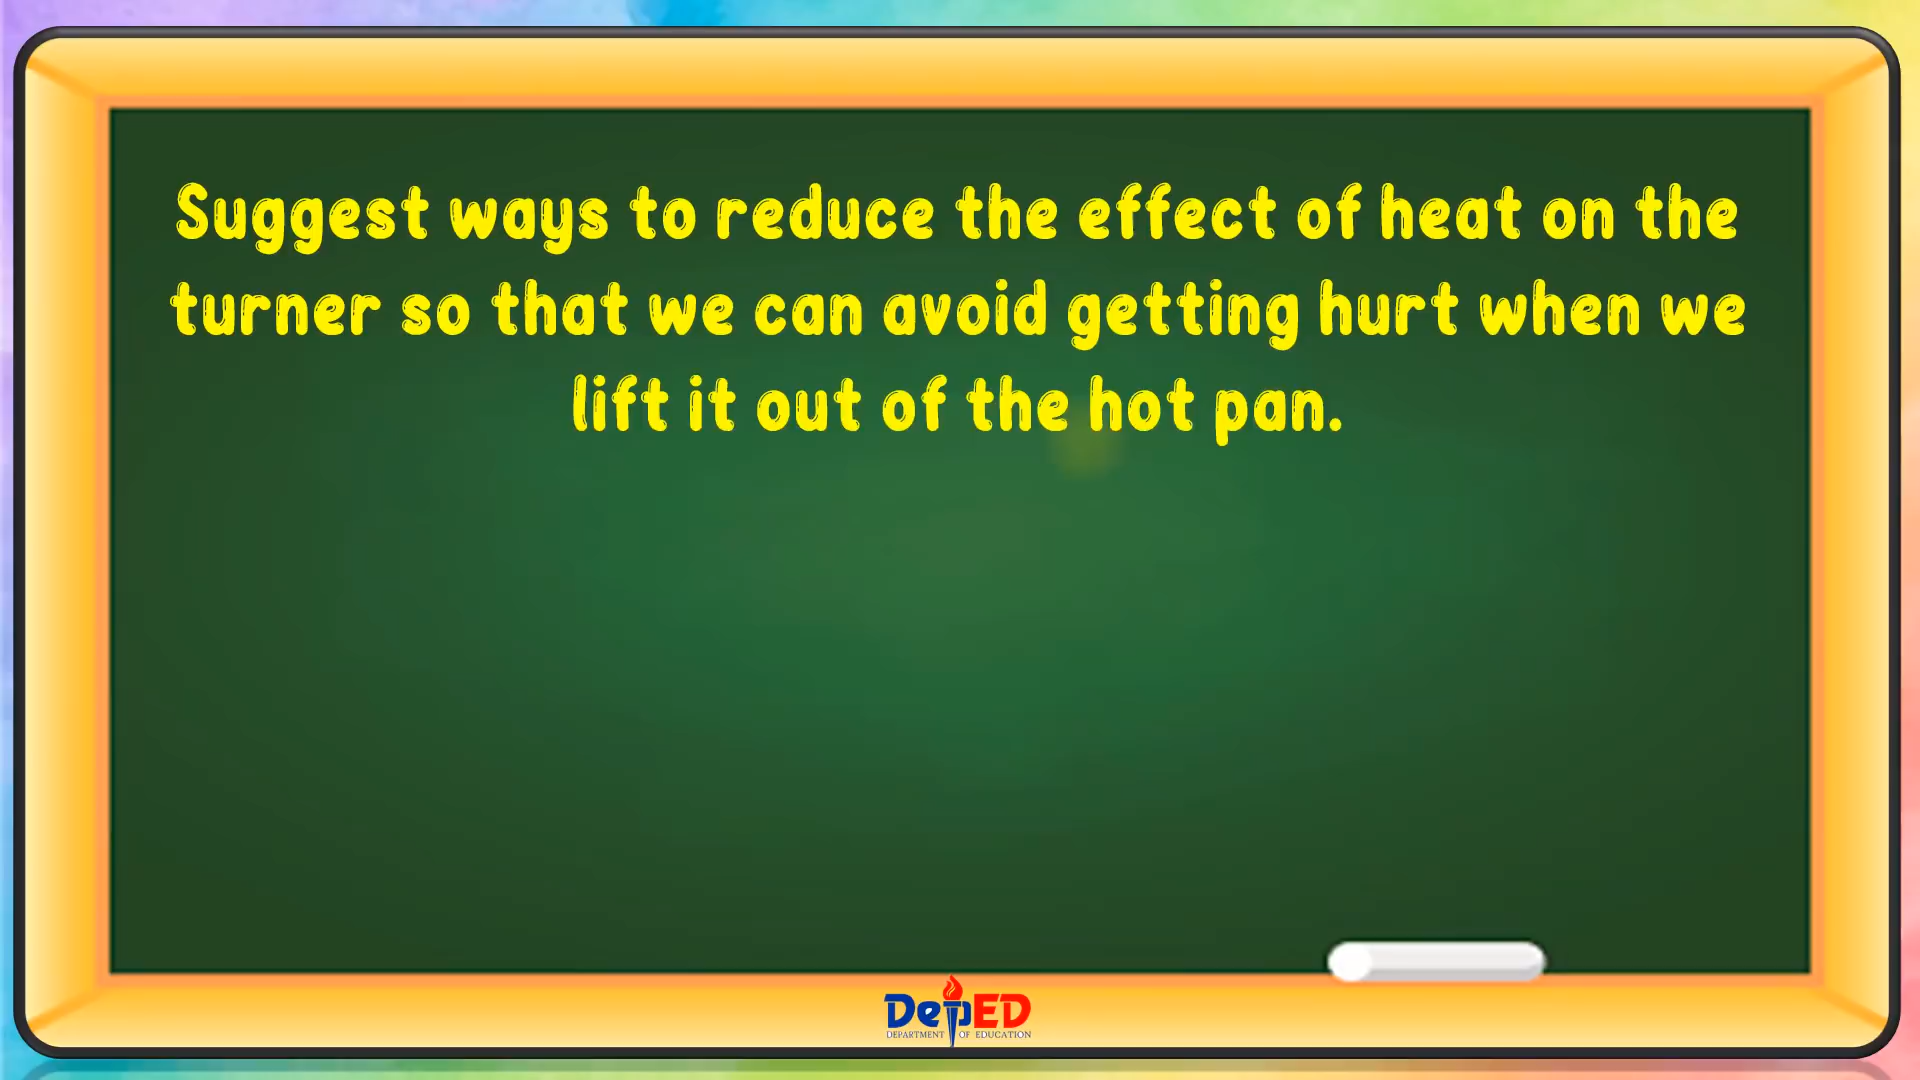 Suggest ways to reduce the effect of heat on the
turner so that we can avoid getting hurt when we
lift it out of the hot pan.
DepED
DEPARTMENT OF EDUCATION